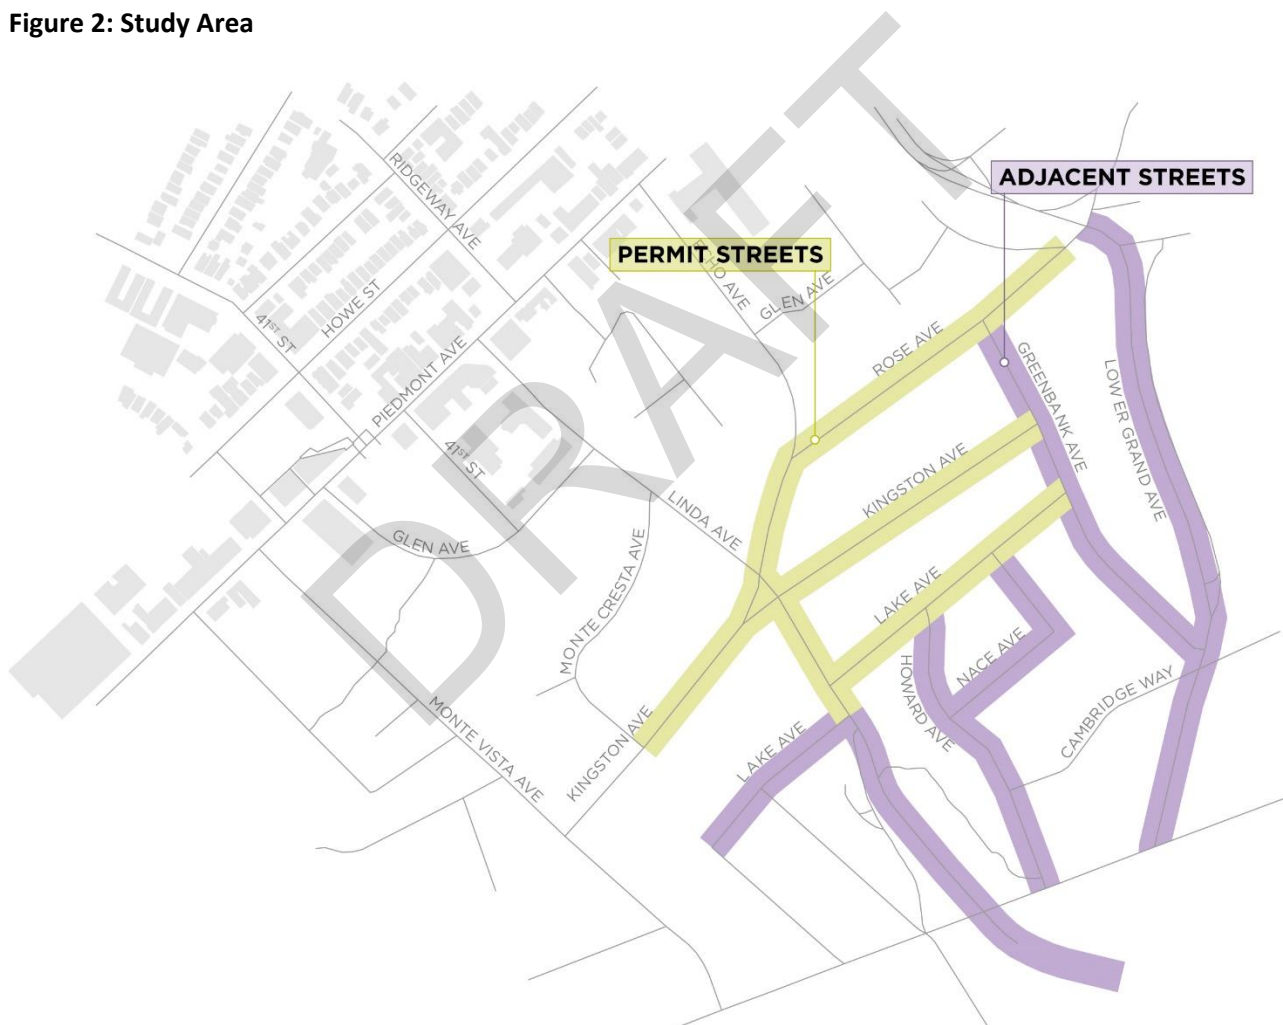 Figure 2: Study Area
DRAFT
ADJACENT STREETS
PERMIT STREETS
RIDGEWAY AVE
HOWE ST
41ST ST
PIEDMONT AVE
41ST ST
GLEN AVE
ROSE AVE
GREENBANK AVE
LOWER GRAND AVE
KINGSTON AVE
LINDA AVE
GLEN AVE
MONTE CRESTA AVE
LAKE AVE
NACE AVE
HOWARD AVE
CAMBRIDGE WAY
MONTE VISTA AVE
KINGSTON AVE
LAKE AVE